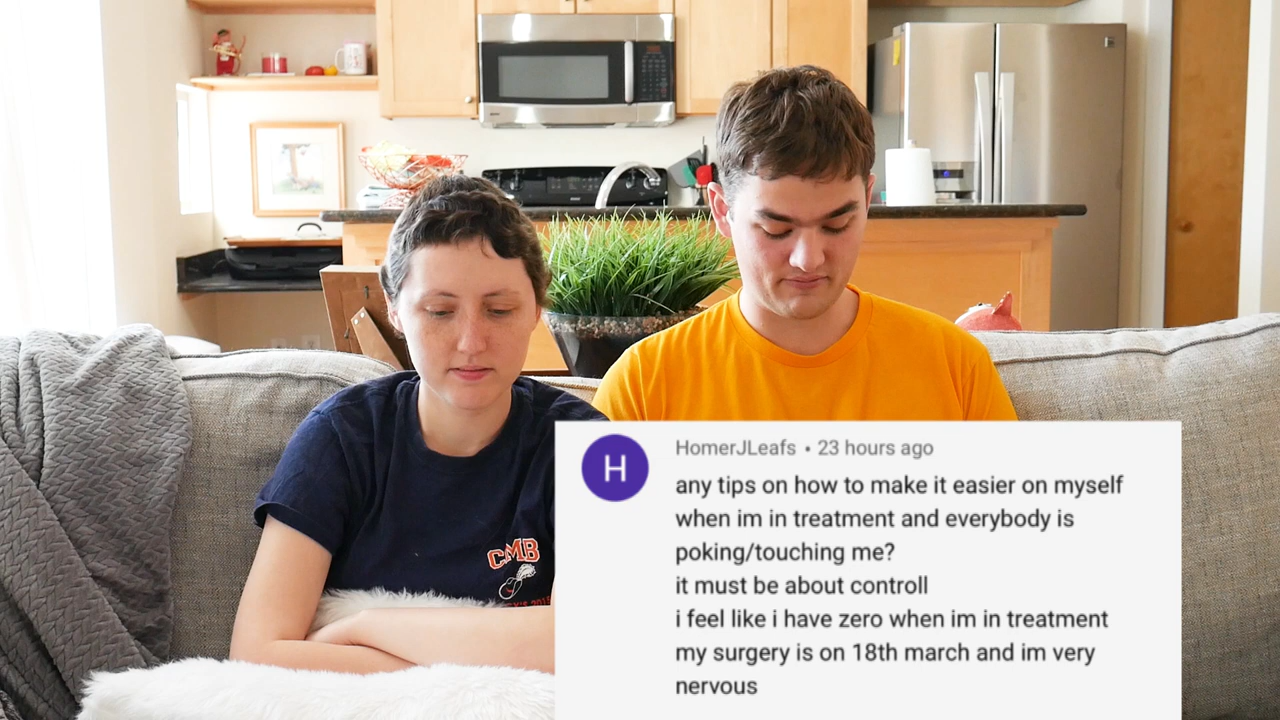 HomerJLeafs • 23 hours ago
H
any tips on how to make it easier on myself
when im in treatment and everybody is
poking/touching me?
it must be about controll
i feel like i have zero when im in treatment
my surgery is on 18th march and im very
nervous
CMB